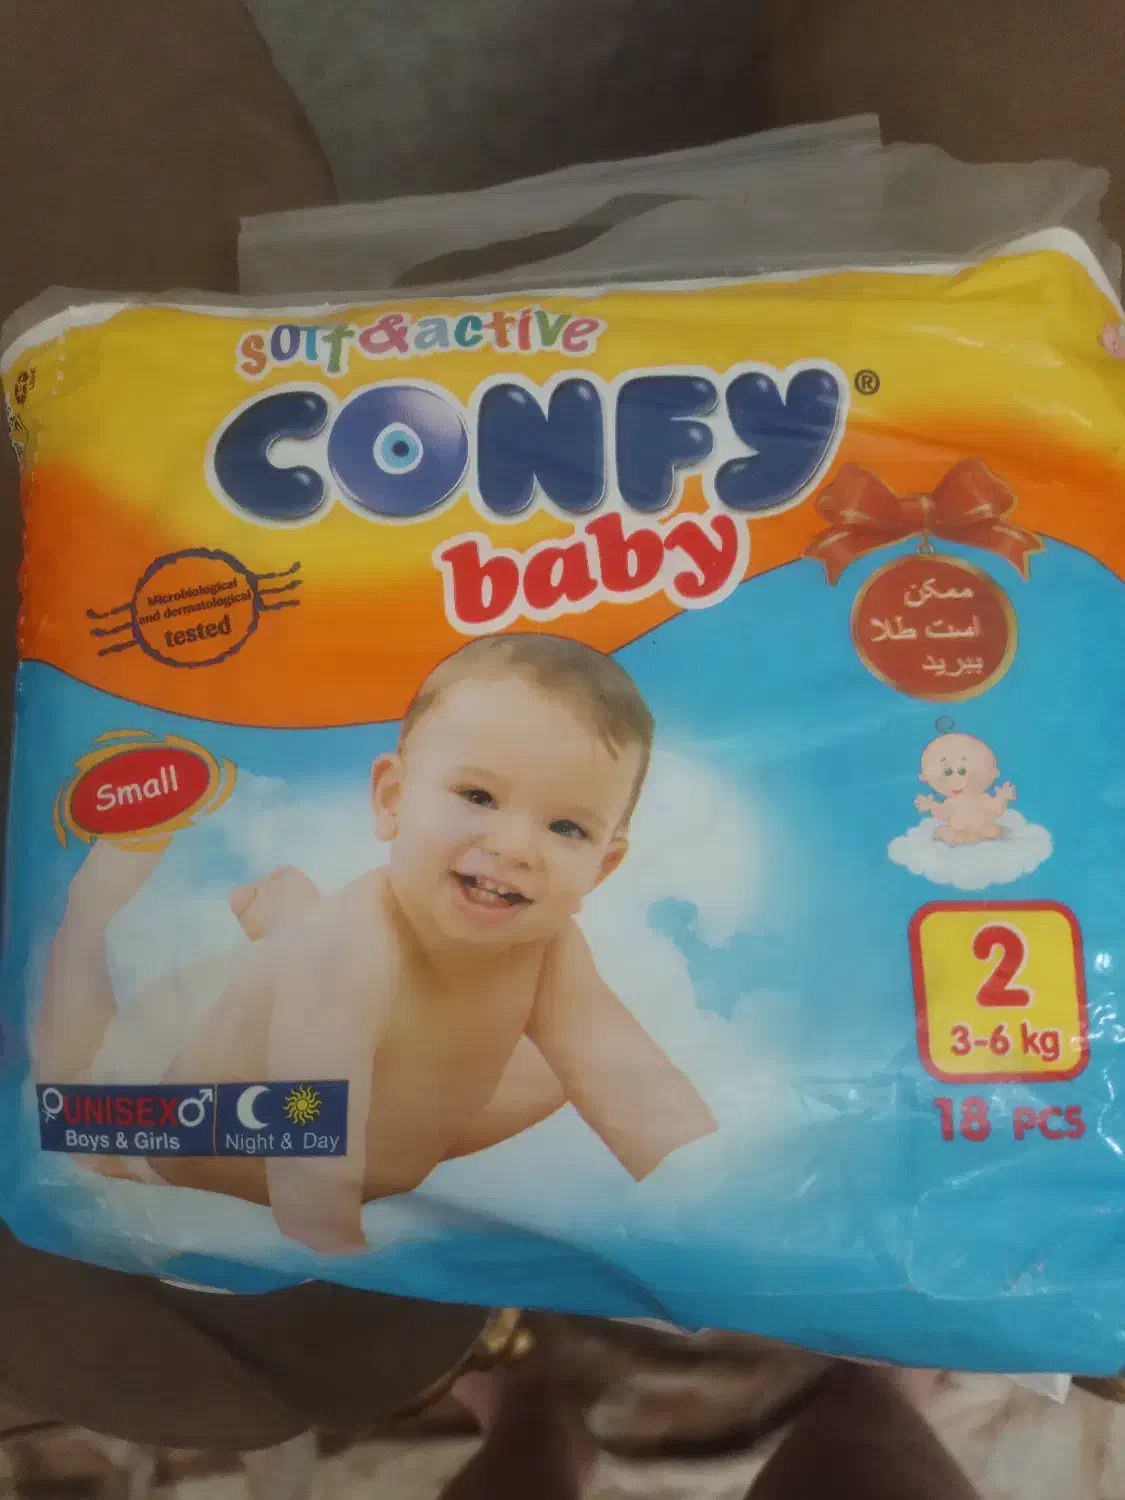 soft&active
CONFY®
baby
Microbiological
and dermatological
tested
ممکن
است طلا
ببرید
Small
2
3-6 kg
18 PCS
UNISEX
Boys & Girls
Night & Day